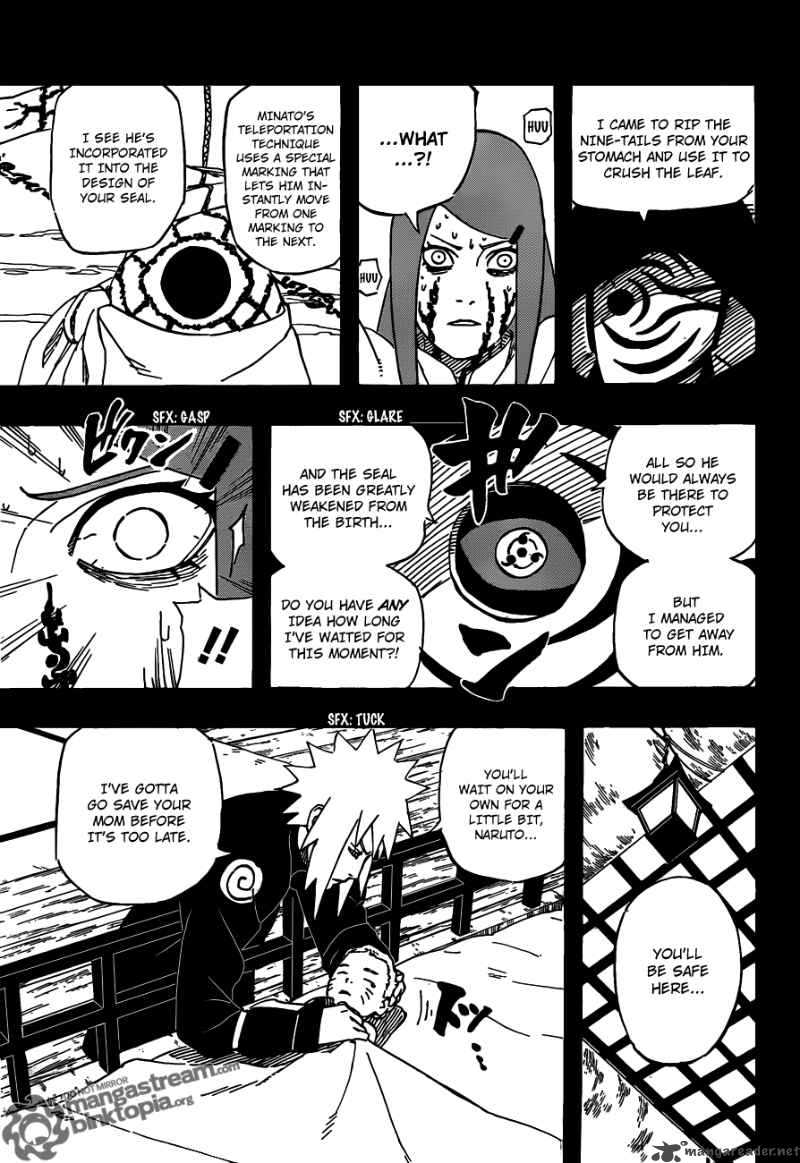 I CAME TO RIP THE
NINE-TAILS FROM YOUR
STOMACH AND USE IT TO
CRUSH THE LEAF.
HUU
...WHAT
...?!
HUU
MINATO'S
TELEPORTATION
TECHNIQUE
USES A SPECIAL
MARKING THAT
LETS HIM IN-
STANTLY MOVE
FROM ONE
MARKING TO
THE NEXT.
I SEE HE'S
INCORPORATED
IT INTO THE
DESIGN OF
YOUR SEAL.
ALL SO HE
WOULD ALWAYS
BE THERE TO
PROTECT
YOU...
BUT
I MANAGED
TO GET AWAY
FROM HIM.
SFX: GLARE
AND THE SEAL
HAS BEEN GREATLY
WEAKENED FROM
THE BIRTH...
DO YOU HAVE ANY
IDEA HOW LONG
I'VE WAITED FOR
THIS MOMENT?!
SFX: GASP
ビクン
!!
YOU'LL
BE SAFE
HERE...
SFX: TUCK
YOU'LL
WAIT ON YOUR
OWN FOR A
LITTLE BIT,
NARUTO...
I'VE GOTTA
GO SAVE YOUR
MOM BEFORE
IT'S TOO LATE.
DO NOT MIRROR
mangastream.com
binktopia.org
mangareader.net